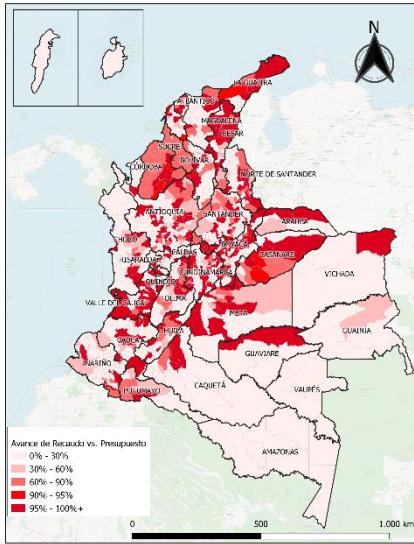 N
LA GUAJIRA
ATLÁNTICO
MAGDALENA
CESAR
SUCRE
BOLÍVAR
CÓRDOBA
NORTE DE SANTANDER
ANTIOQUIA
SANTANDER
ARAUCA
CHOCÓ
CALDAS
BOYACÁ
CASANARE
RISARALDA
CUNDINAMARCA
VICHADA
QUINDÍO
VALLE DEL CAUCA
TOLIMA
META
GUAINÍA
HUILA
CAUCA
GUAVIARE
NARIÑO
CAQUETÁ
VAUPÉS
PUTUMAYO
AMAZONAS
Avance de Recaudo vs. Presupuesto
0% - 30%
30% - 60%
60% - 90%
90% - 95%
95% - 100%+
0 500 1.000 km